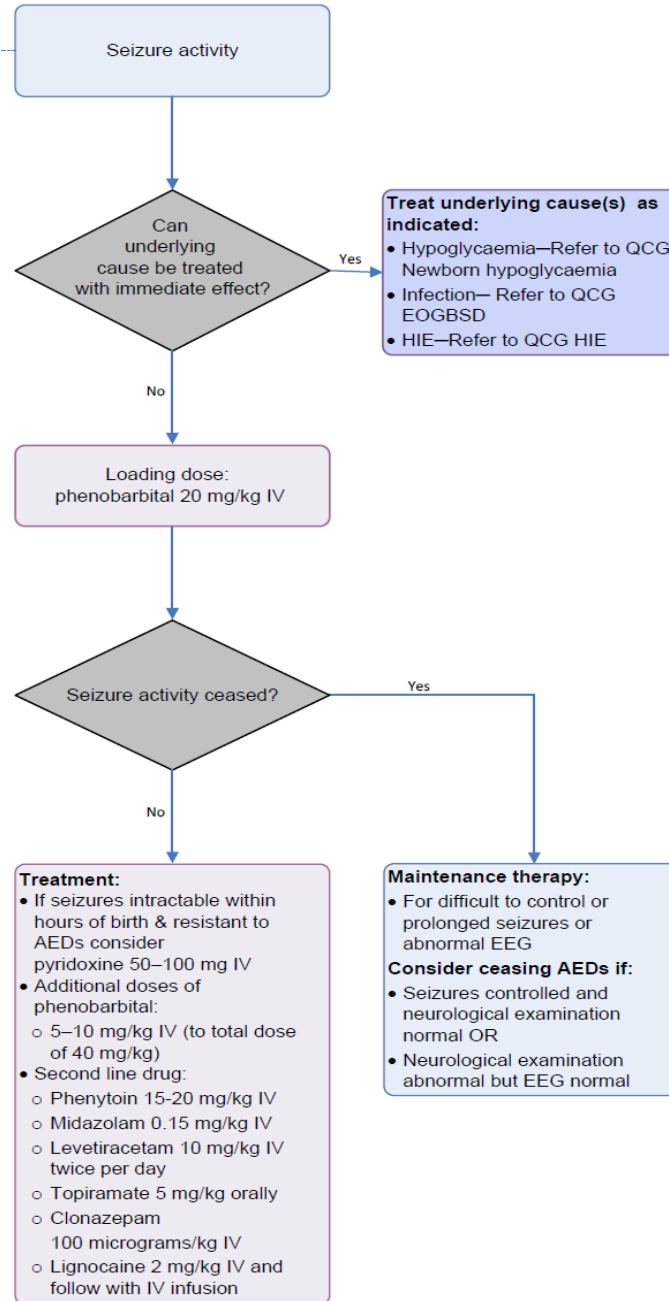 Seizure activity
Can
underlying
cause be treated
with immediate effect?
Yes
Treat underlying cause(s) as
indicated:
• Hypoglycaemia—Refer to QCG
Newborn hypoglycaemia
• Infection— Refer to QCG
EOGBSD
• HIE—Refer to QCG HIE
No
Loading dose:
phenobarbital 20 mg/kg IV
Seizure activity ceased?
Yes
No
Treatment:
• If seizures intractable within
hours of birth & resistant to
AEDs consider
pyridoxine 50–100 mg IV
• Additional doses of
phenobarbital:
o 5–10 mg/kg IV (to total dose
of 40 mg/kg)
• Second line drug:
o Phenytoin 15-20 mg/kg IV
o Midazolam 0.15 mg/kg IV
o Levetiracetam 10 mg/kg IV
twice per day
o Topiramate 5 mg/kg orally
o Clonazepam
100 micrograms/kg IV
o Lignocaine 2 mg/kg IV and
follow with IV infusion
Maintenance therapy:
• For difficult to control or
prolonged seizures or
abnormal EEG
Consider ceasing AEDs if:
• Seizures controlled and
neurological examination
normal OR
• Neurological examination
abnormal but EEG normal